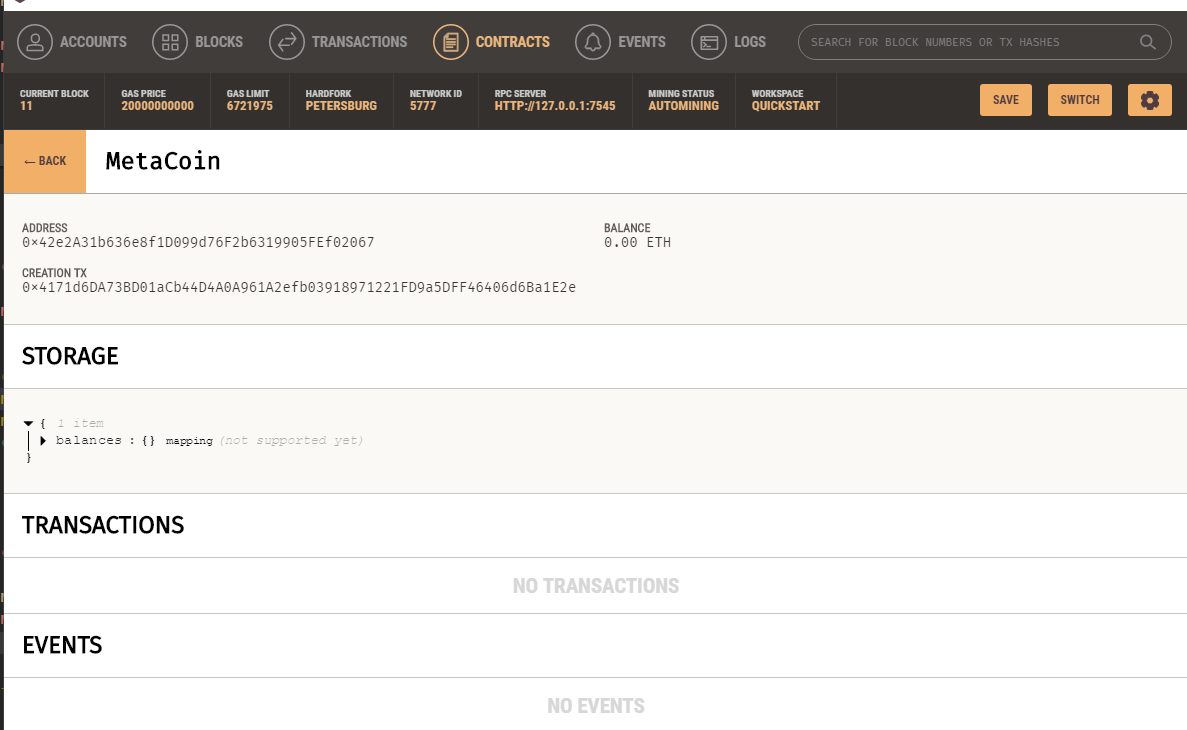 ACCOUNTS BLOCKS TRANSACTIONS CONTRACTS EVENTS LOGS SEARCH FOR BLOCK NUMBERS OR TX HASHES
CURRENT BLOCK GAS PRICE GAS LIMIT HARDFORK NETWORK ID RPC SERVER MINING STATUS WORKSPACE
11 20000000000 6721975 PETERSBURG 5777 HTTP://127.0.0.1:7545 AUTOMINING QUICKSTART
SAVE SWITCH
← BACK MetaCoin
ADDRESS BALANCE
0×42e2A31b636e8f1D099d76F2b6319905FEf02067 0.00 ETH
CREATION TX
0×4171d6DA73BD01aCb44D4A0A961A2efb03918971221FD9a5DFF46406d6Ba1E2e
STORAGE
{ 1 item
balances : {} mapping (not supported yet)
}
TRANSACTIONS
NO TRANSACTIONS
EVENTS
NO EVENTS